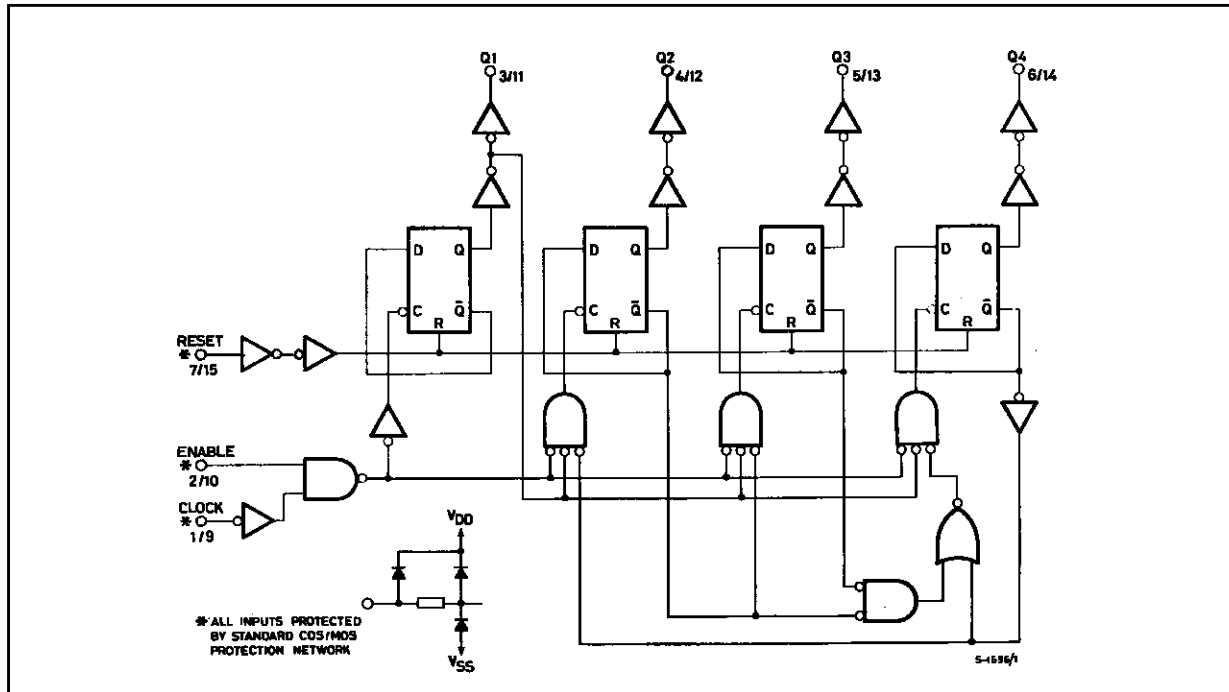 Q1
3/11
Q2
4/12
Q3
5/13
Q4
6/14
D Q
C Q̄
R
D Q
C Q̄
R
D Q
C Q̄
R
D Q
C Q̄
R
RESET
*
7/15
ENABLE
*
2/10
CLOCK
*
1/9
VDD
* ALL INPUTS PROTECTED
BY STANDARD COS/MOS
PROTECTION NETWORK
VSS
S-1696/1